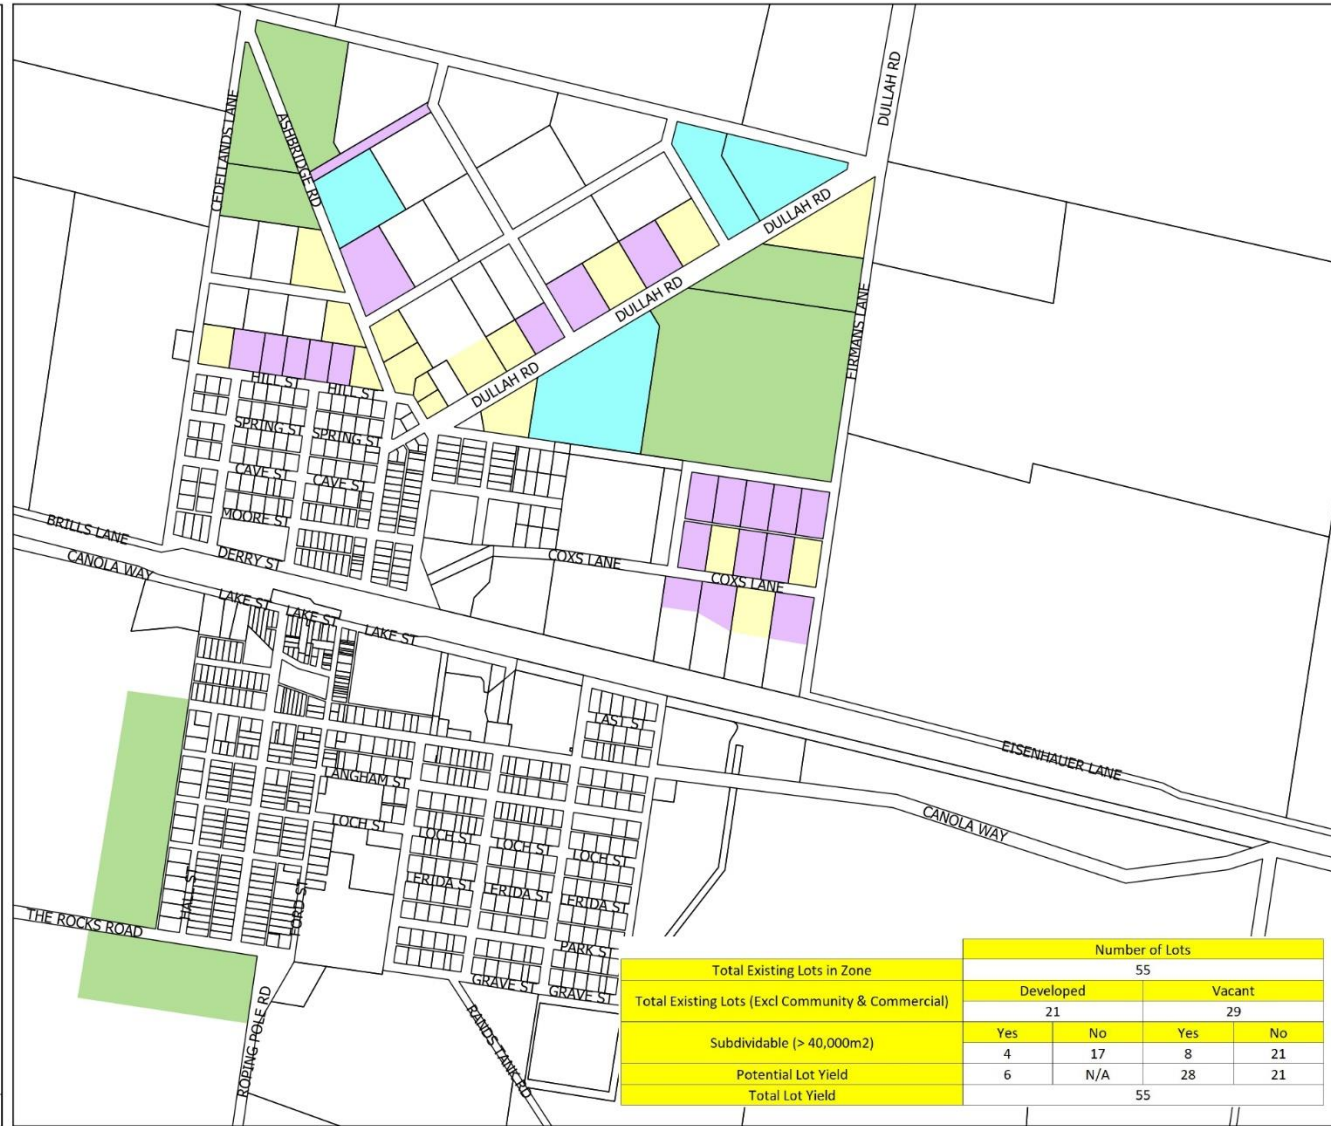 DULLAH RD
CEDELLANDS LANE
ASHBRIDGE RD
DULLAH RD
DULLAH RD
FIRMANS LANE
DULLAH RD
HILL ST
HILL ST
SPRING ST
SPRING ST
CAVE ST
CAVE ST
MOORE ST
BRILLS LANE
DERRY ST
COXS LANE
COXS LANE
CANOLA WAY
LAKE ST
LAKE ST
LAKE ST
EAST ST
EISENHAUER LANE
LANGHAM ST
CANOLA WAY
LOCH ST
LOCH ST
LOCH ST
LOCH ST
LERIDA ST
LERIDA ST
LERIDA ST
HALL ST
FORD ST
THE ROCKS ROAD
PARK ST
GRAVE ST
GRAVE ST
ROPING POLE RD
RANDS TANK RD
Number of Lots
Total Existing Lots in Zone 55
Total Existing Lots (Excl Community & Commercial) Developed Vacant
21 29
Subdividable (> 40,000m2) Yes No Yes No
4 17 8 21
Potential Lot Yield 6 N/A 28 21
Total Lot Yield 55